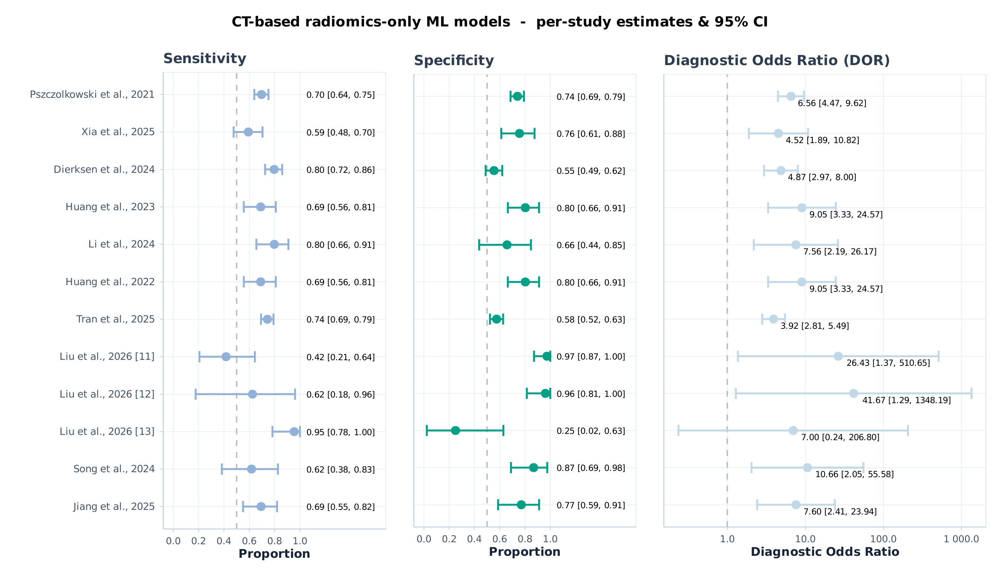 CT-based radiomics-only ML models - per-study estimates & 95% CI
Sensitivity
Specificity
Diagnostic Odds Ratio (DOR)
Pszczolkowski et al., 2021 0.70 [0.64, 0.75] 0.74 [0.69, 0.79] 6.56 [4.47, 9.62]
Xia et al., 2025 0.59 [0.48, 0.70] 0.76 [0.61, 0.88] 4.52 [1.89, 10.82]
Dierksen et al., 2024 0.80 [0.72, 0.86] 0.55 [0.49, 0.62] 4.87 [2.97, 8.00]
Huang et al., 2023 0.69 [0.56, 0.81] 0.80 [0.66, 0.91] 9.05 [3.33, 24.57]
Li et al., 2024 0.80 [0.66, 0.91] 0.66 [0.44, 0.85] 7.56 [2.19, 26.17]
Huang et al., 2022 0.69 [0.56, 0.81] 0.80 [0.66, 0.91] 9.05 [3.33, 24.57]
Tran et al., 2025 0.74 [0.69, 0.79] 0.58 [0.52, 0.63] 3.92 [2.81, 5.49]
Liu et al., 2026 [11] 0.42 [0.21, 0.64] 0.97 [0.87, 1.00] 26.43 [1.37, 510.65]
Liu et al., 2026 [12] 0.62 [0.18, 0.96] 0.96 [0.81, 1.00] 41.67 [1.29, 1348.19]
Liu et al., 2026 [13] 0.95 [0.78, 1.00] 0.25 [0.02, 0.63] 7.00 [0.24, 206.80]
Song et al., 2024 0.62 [0.38, 0.83] 0.87 [0.69, 0.98] 10.66 [2.05, 55.58]
Jiang et al., 2025 0.69 [0.55, 0.82] 0.77 [0.59, 0.91] 7.60 [2.41, 23.94]
0.0 0.2 0.4 0.6 0.8 1.0
Proportion
0.0 0.2 0.4 0.6 0.8 1.0
Proportion
1.0 10.0 100.0 1 000.0
Diagnostic Odds Ratio